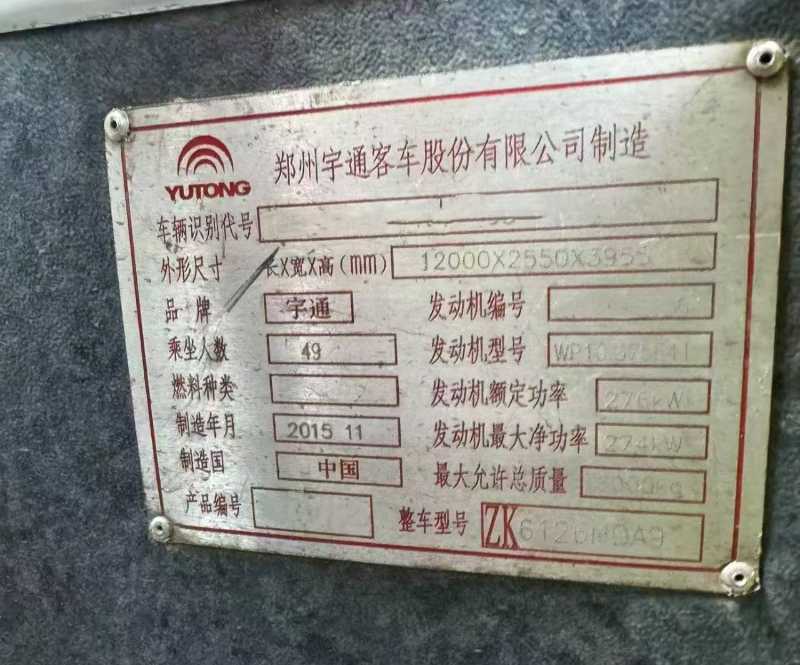 YUTONG 郑州宇通客车股份有限公司制造
车辆识别代号
外形尺寸 长X宽X高(mm) 12000X2550X3955
品牌 宇通 发动机编号
乘坐人数 49 发动机型号
燃料种类 发动机额定功率 276kW
制造年月 2015 11 发动机最大净功率 274kW
制造国 中国 最大允许总质量
产品编号 整车型号 ZK